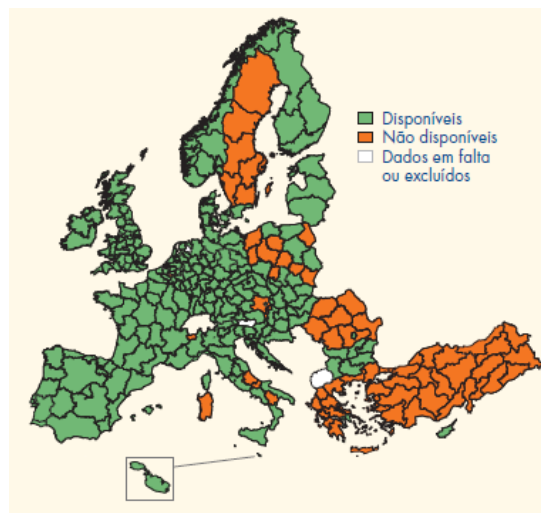 Disponíveis
Não disponíveis
Dados em falta
ou excluídos